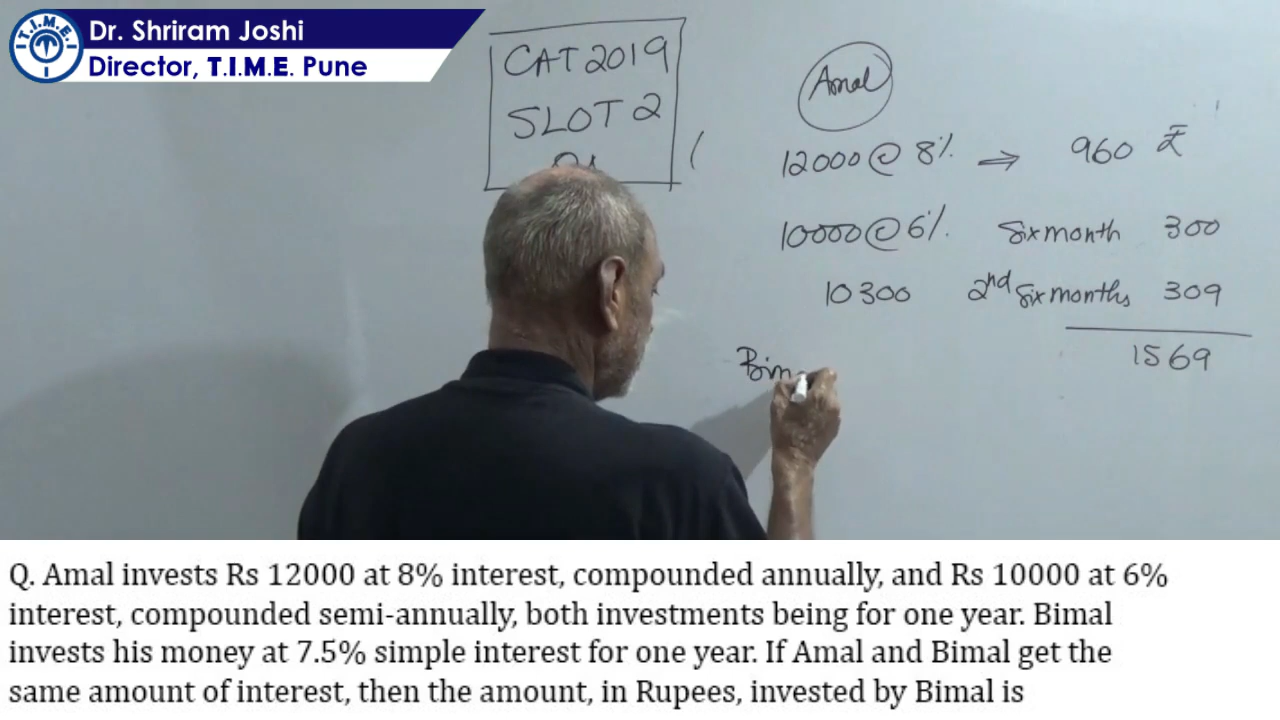 T.I.M.E.
Dr. Shriram Joshi
Director, T.I.M.E. Pune
CAT 2019
SLOT 2
Amal
12000 @ 8% ⇒ 960 ₹
10000 @ 6% Six month 300
10300 2nd Six months 309
1569
Bim
Q. Amal invests Rs 12000 at 8% interest, compounded annually, and Rs 10000 at 6%
interest, compounded semi-annually, both investments being for one year. Bimal
invests his money at 7.5% simple interest for one year. If Amal and Bimal get the
same amount of interest, then the amount, in Rupees, invested by Bimal is